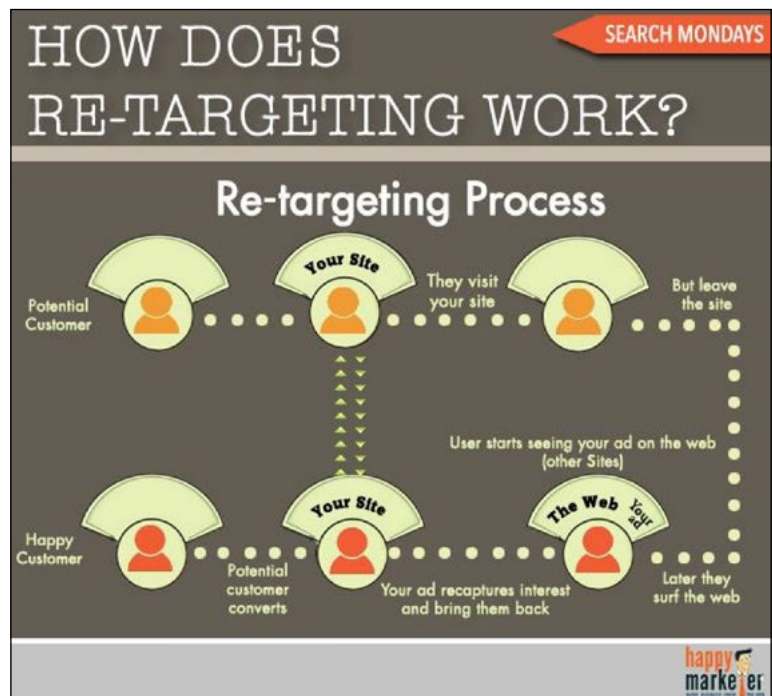 SEARCH MONDAYS
HOW DOES
RE-TARGETING WORK?
Re-targeting Process
Potential
Customer
Your Site
They visit
your site
But leave
the site
User starts seeing your ad on the web
(other Sites)
Later they
surf the web
The Web
Your
ad
Your ad recaptures interest
and bring them back
Your Site
Potential
customer
converts
Happy
Customer
happy
marketer